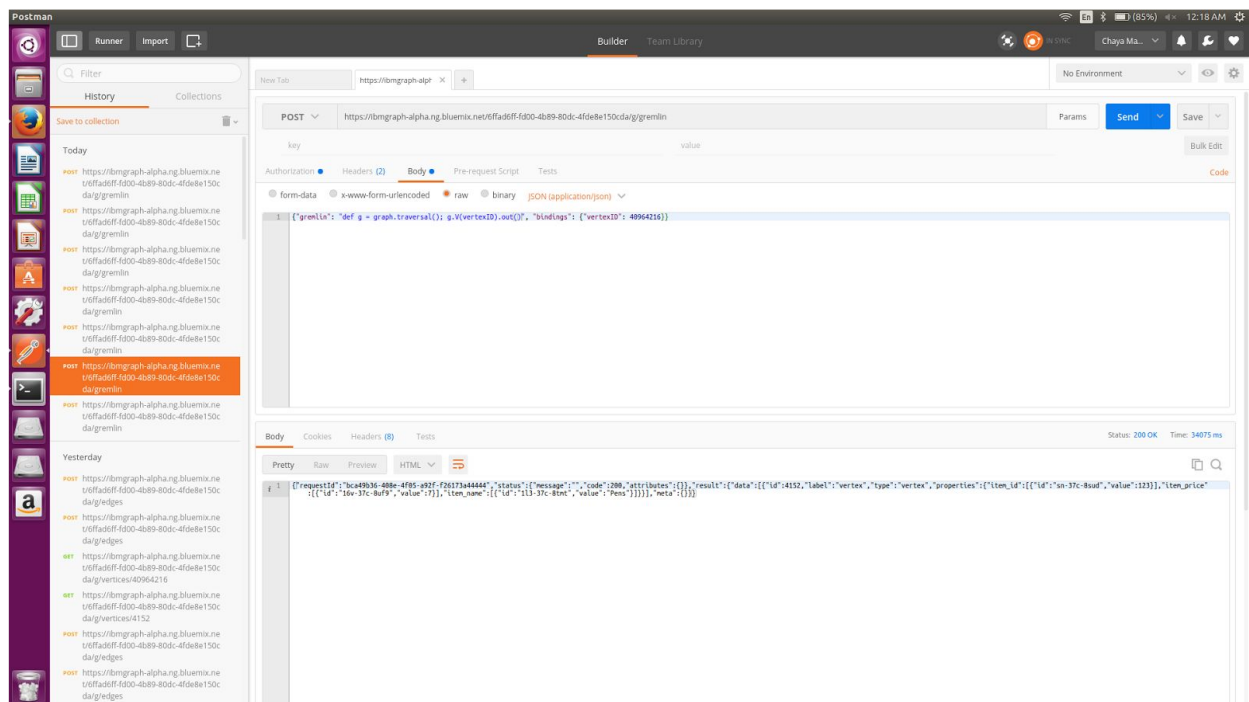 Postman
En
(85%)
12:18 AM
Runner
Import
Builder
Team Library
IN SYNC
Chaya Ma...
Filter
History
Collections
Save to collection
Today
POST https://ibmgraph-alpha.ng.bluemix.ne
t/6ffad6ff-fd00-4b89-80dc-4fde8e150c
da/g/gremlin
POST https://ibmgraph-alpha.ng.bluemix.ne
t/6ffad6ff-fd00-4b89-80dc-4fde8e150c
da/g/gremlin
POST https://ibmgraph-alpha.ng.bluemix.ne
t/6ffad6ff-fd00-4b89-80dc-4fde8e150c
da/g/gremlin
POST https://ibmgraph-alpha.ng.bluemix.ne
t/6ffad6ff-fd00-4b89-80dc-4fde8e150c
da/gremlin
POST https://ibmgraph-alpha.ng.bluemix.ne
t/6ffad6ff-fd00-4b89-80dc-4fde8e150c
da/gremlin
POST https://ibmgraph-alpha.ng.bluemix.ne
t/6ffad6ff-fd00-4b89-80dc-4fde8e150c
da/gremlin
POST https://ibmgraph-alpha.ng.bluemix.ne
t/6ffad6ff-fd00-4b89-80dc-4fde8e150c
da/g/gremlin
Yesterday
POST https://ibmgraph-alpha.ng.bluemix.ne
t/6ffad6ff-fd00-4b89-80dc-4fde8e150c
da/g/edges
POST https://ibmgraph-alpha.ng.bluemix.ne
t/6ffad6ff-fd00-4b89-80dc-4fde8e150c
da/g/edges
GET https://ibmgraph-alpha.ng.bluemix.ne
t/6ffad6ff-fd00-4b89-80dc-4fde8e150c
da/g/vertices/40964216
GET https://ibmgraph-alpha.ng.bluemix.ne
t/6ffad6ff-fd00-4b89-80dc-4fde8e150c
da/g/vertices/4152
POST https://ibmgraph-alpha.ng.bluemix.ne
t/6ffad6ff-fd00-4b89-80dc-4fde8e150c
da/g/edges
POST https://ibmgraph-alpha.ng.bluemix.ne
t/6ffad6ff-fd00-4b89-80dc-4fde8e150c
da/g/edges
New Tab
https://ibmgraph-alph
No Environment
POST
https://ibmgraph-alpha.ng.bluemix.net/6ffad6ff-fd00-4b89-80dc-4fde8e150cda/g/gremlin
Params
Send
Save
key
value
Bulk Edit
Authorization
Headers (2)
Body
Pre-request Script
Tests
Code
form-data
x-www-form-urlencoded
raw
binary
JSON (application/json)
1 {"gremlin": "def g = graph.traversal(); g.V(vertexID).out()", "bindings": {"vertexID": 40964216}}
Body
Cookies
Headers (8)
Tests
Status: 200 OK
Time: 34075 ms
Pretty
Raw
Preview
HTML
i 1 {"requestId":"bca49b36-408e-4f05-a92f-f26173a44444","status":{"message":"","code":200,"attributes":{}},"result":{"data":[{"id":4152,"label":"vertex","type":"vertex","properties":{"item_id":[{"id":"sn-37c-8sud","value":123}],"item_price"
:[{"id":"16v-37c-8uf9","value":7}],"item_name":[{"id":"1l3-37c-8tmt","value":"Pens"}]}}],"meta":{}}}